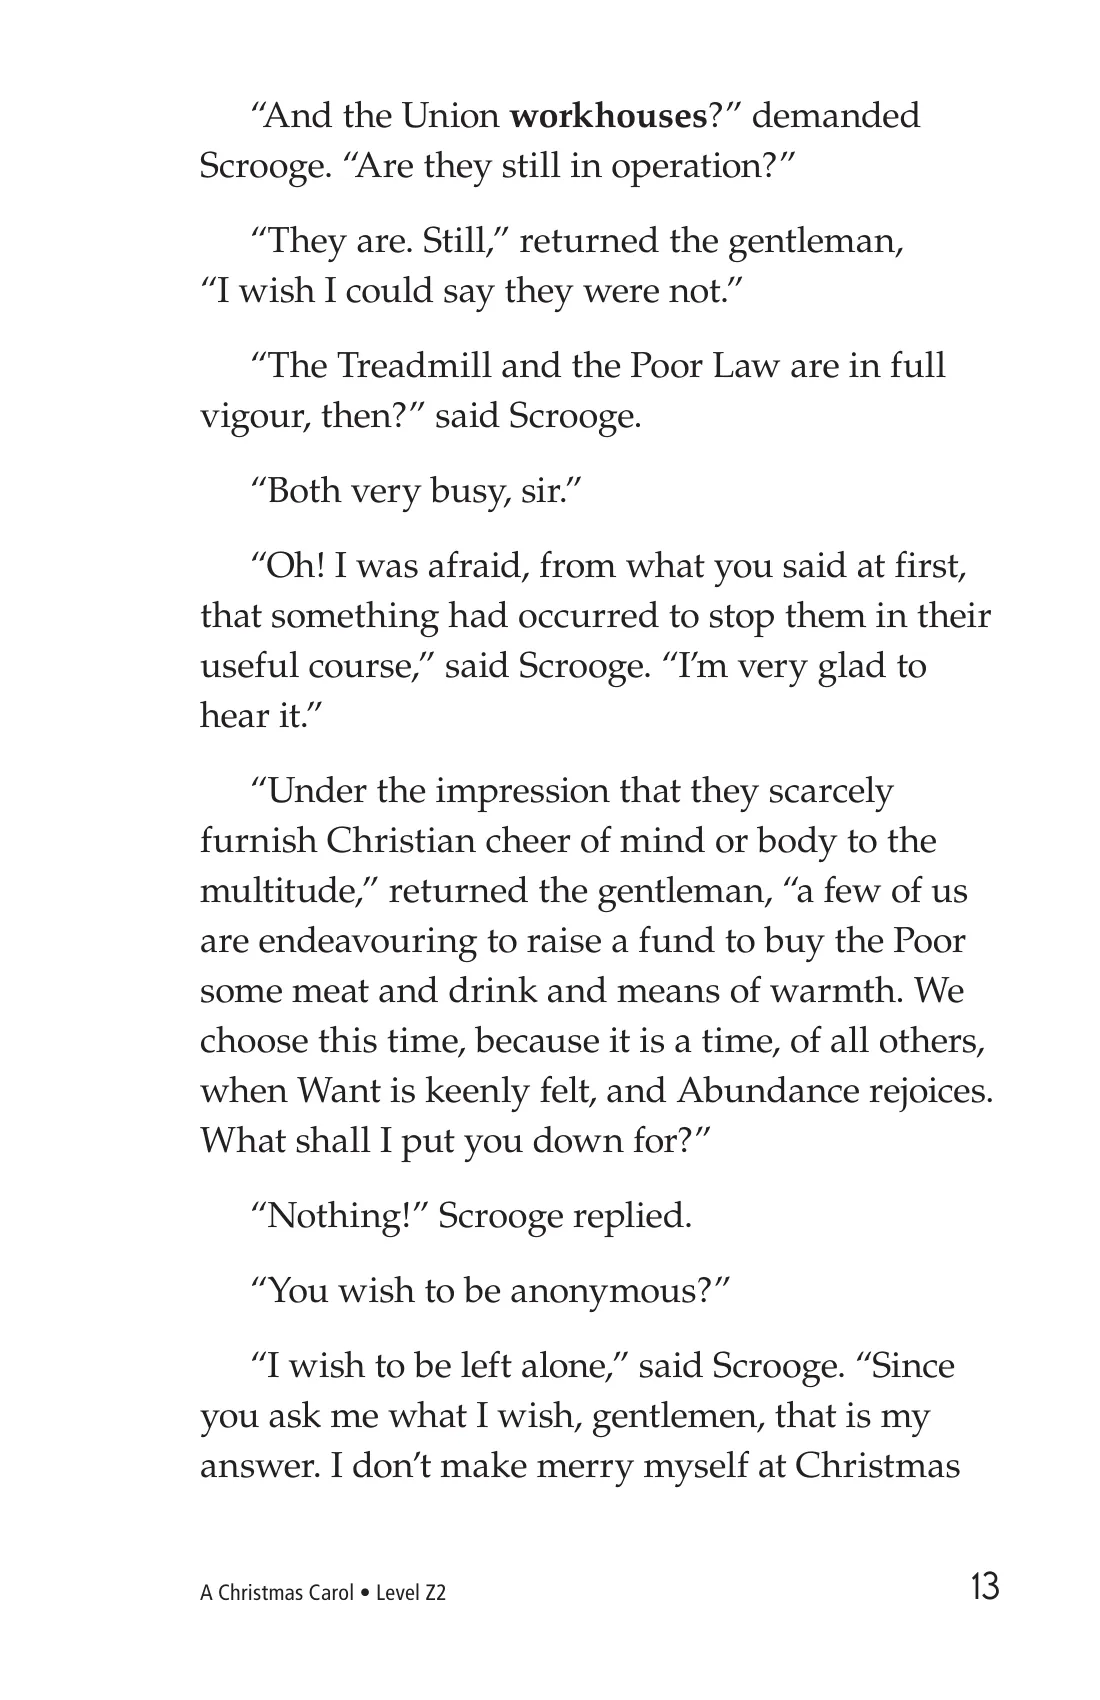 “And the Union workhouses?” demanded
Scrooge. “Are they still in operation?”
“They are. Still,” returned the gentleman,
“I wish I could say they were not.”
“The Treadmill and the Poor Law are in full
vigour, then?” said Scrooge.
“Both very busy, sir.”
“Oh! I was afraid, from what you said at first,
that something had occurred to stop them in their
useful course,” said Scrooge. “I’m very glad to
hear it.”
“Under the impression that they scarcely
furnish Christian cheer of mind or body to the
multitude,” returned the gentleman, “a few of us
are endeavouring to raise a fund to buy the Poor
some meat and drink and means of warmth. We
choose this time, because it is a time, of all others,
when Want is keenly felt, and Abundance rejoices.
What shall I put you down for?”
“Nothing!” Scrooge replied.
“You wish to be anonymous?”
“I wish to be left alone,” said Scrooge. “Since
you ask me what I wish, gentlemen, that is my
answer. I don’t make merry myself at Christmas
A Christmas Carol • Level Z2 13